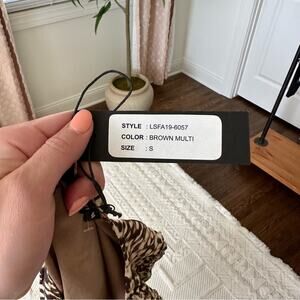 STYLE : LSFA19-6057
COLOR : BROWN MULTI
SIZE : S